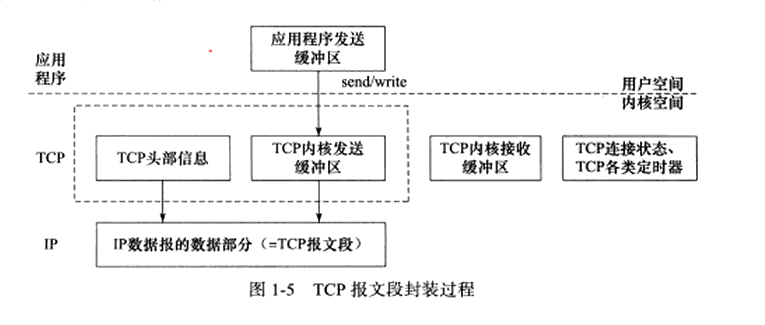 应用程序发送
缓冲区
应用
程序
send/write
用户空间
内核空间
TCP
TCP头部信息
TCP内核发送
缓冲区
TCP内核接收
缓冲区
TCP连接状态、
TCP各类定时器
IP
IP数据报的数据部分（=TCP报文段）
图 1-5 TCP 报文段封装过程